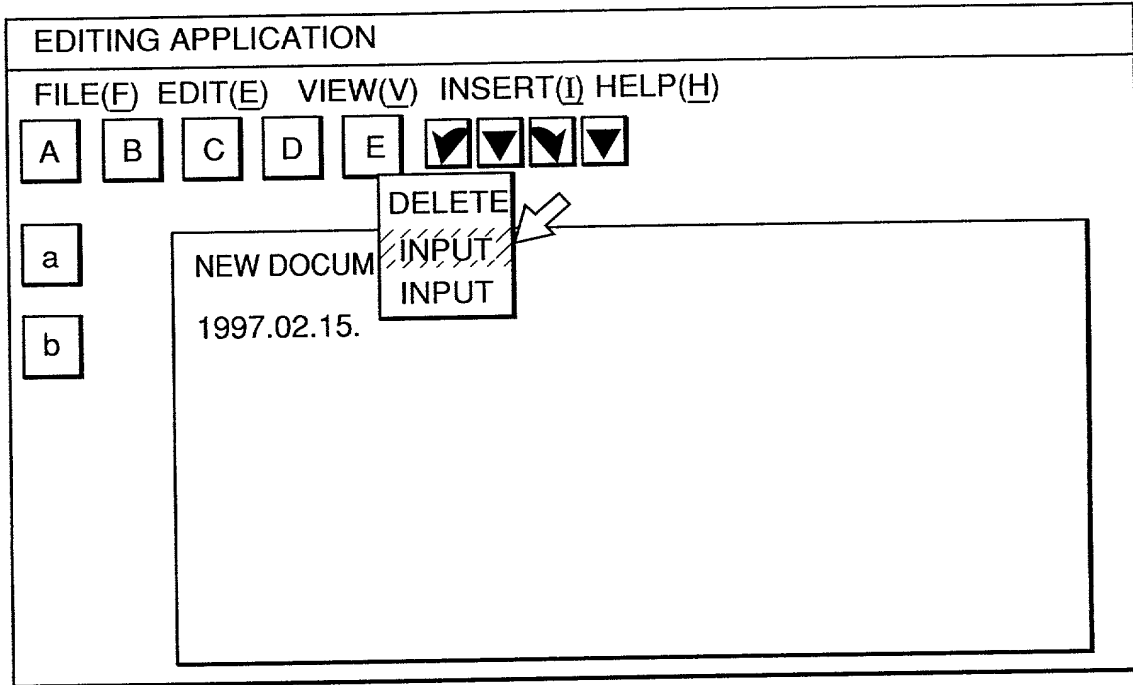 EDITING APPLICATION
FILE(F) EDIT(E) VIEW(V) INSERT(I) HELP(H)
A B C D E
DELETE
INPUT
INPUT
a
NEW DOCUM
1997.02.15.
b